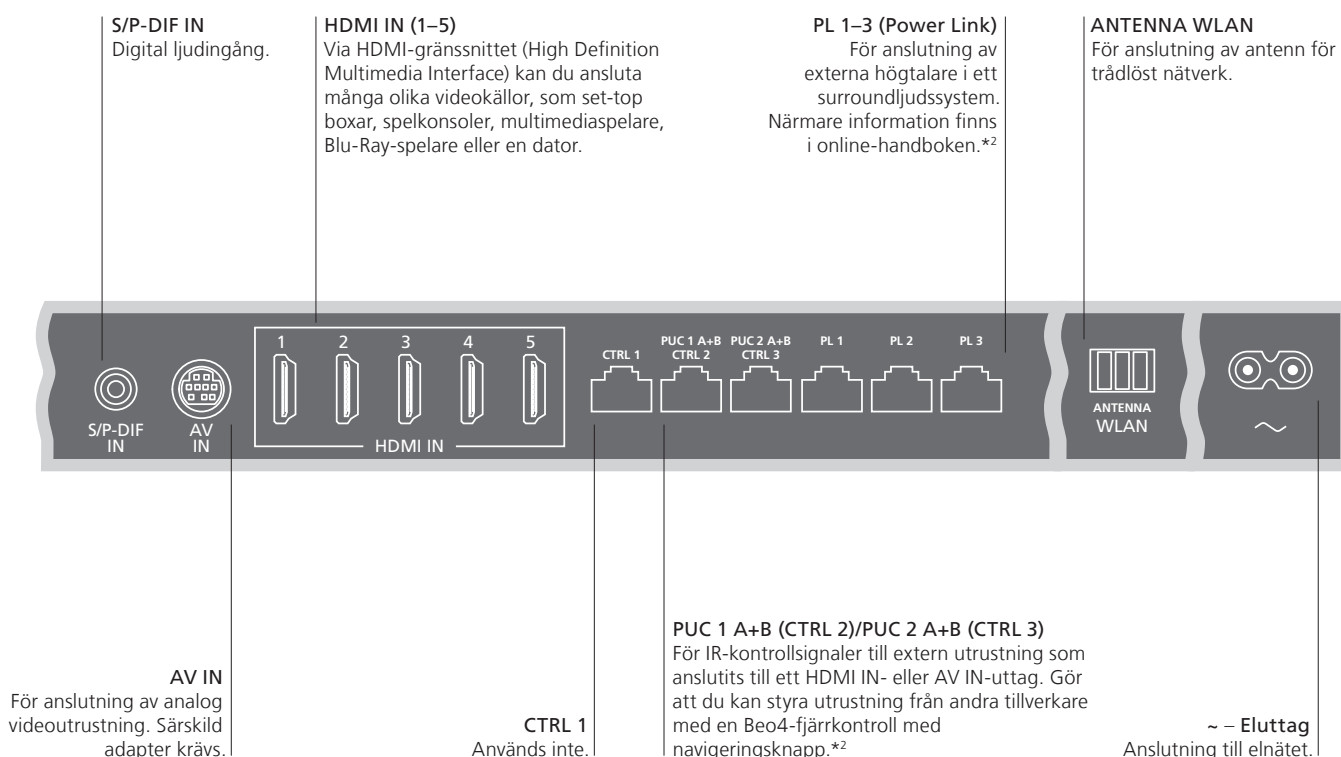 S/P-DIF IN
Digital ljudingång.
HDMI IN (1–5)
Via HDMI-gränssnittet (High Definition
Multimedia Interface) kan du ansluta
många olika videokällor, som set-top
boxar, spelkonsoler, multimediaspelare,
Blu-Ray-spelare eller en dator.
PL 1–3 (Power Link)
För anslutning av
externa högtalare i ett
surroundljudssystem.
Närmare information finns
i online-handboken.*2
ANTENNA WLAN
För anslutning av antenn för
trådlöst nätverk.
S/P-DIF
IN
AV
IN
1 2 3 4 5
HDMI IN
CTRL 1
PUC 1 A+B
CTRL 2
PUC 2 A+B
CTRL 3
PL 1
PL 2
PL 3
ANTENNA
WLAN
~
AV IN
För anslutning av analog
videoutrustning. Särskild
adapter krävs.
CTRL 1
Används inte.
PUC 1 A+B (CTRL 2)/PUC 2 A+B (CTRL 3)
För IR-kontrollsignaler till extern utrustning som
anslutits till ett HDMI IN- eller AV IN-uttag. Gör
att du kan styra utrustning från andra tillverkare
med en Beo4-fjärrkontroll med
navigeringsknapp.*2
~ – Eluttag
Anslutning till elnätet.